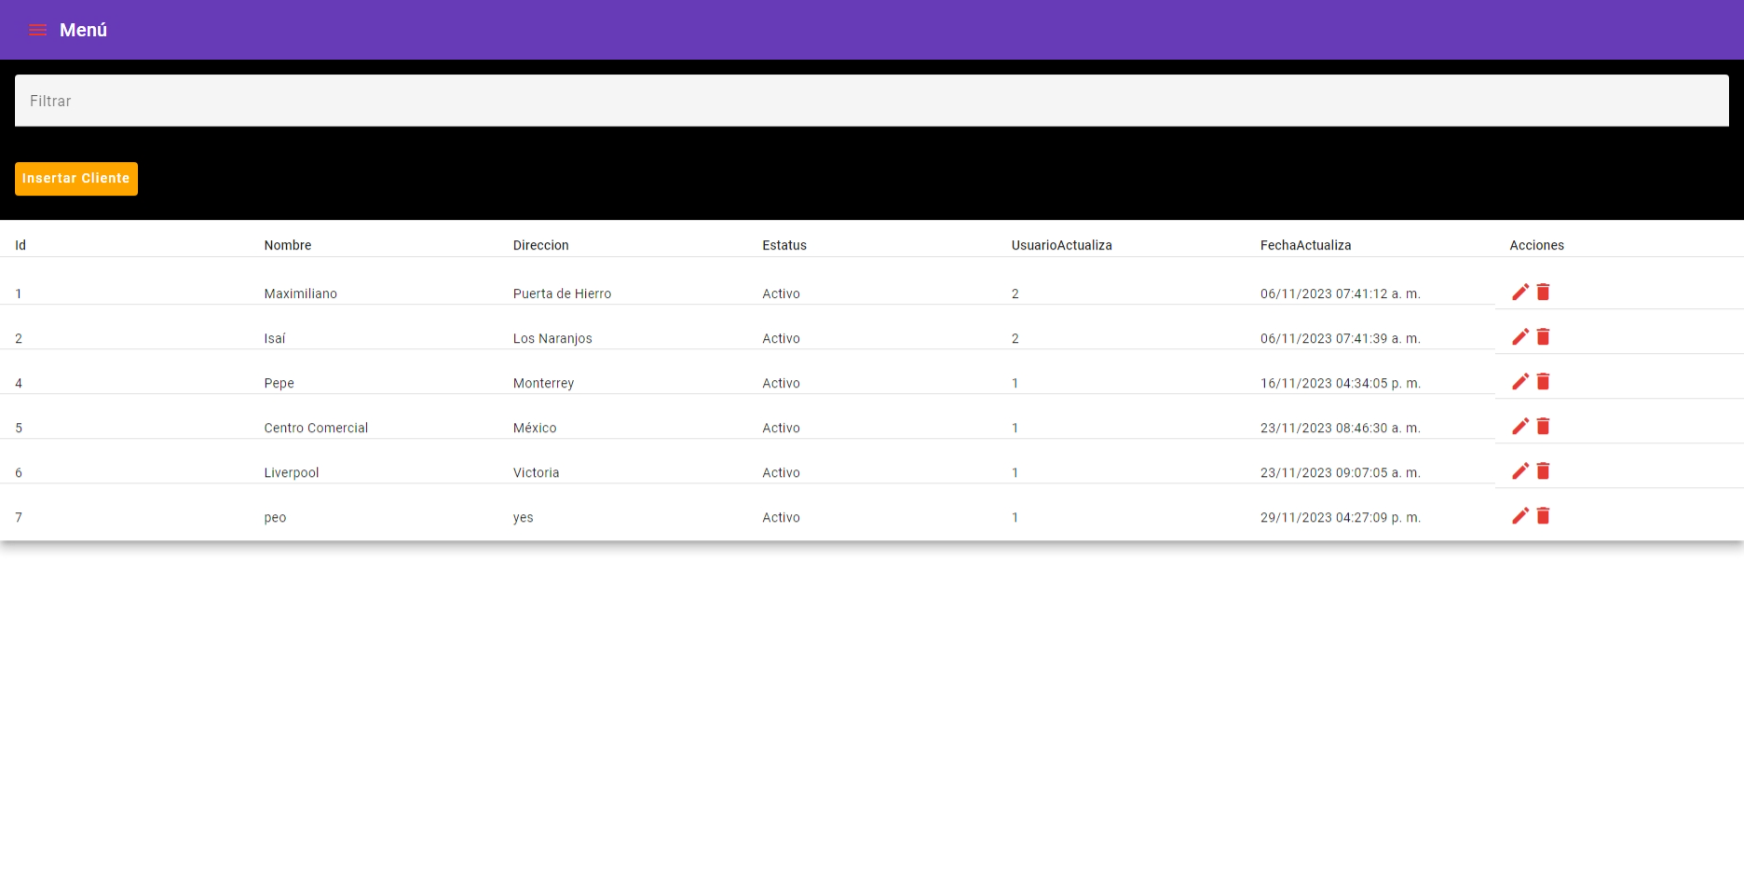 Menú
Filtrar
Insertar Cliente
Id Nombre Direccion Estatus UsuarioActualiza FechaActualiza Acciones
1 Maximiliano Puerta de Hierro Activo 2 06/11/2023 07:41:12 a. m.
2 Isaí Los Naranjos Activo 2 06/11/2023 07:41:39 a. m.
4 Pepe Monterrey Activo 1 16/11/2023 04:34:05 p. m.
5 Centro Comercial México Activo 1 23/11/2023 08:46:30 a. m.
6 Liverpool Victoria Activo 1 23/11/2023 09:07:05 a. m.
7 peo yes Activo 1 29/11/2023 04:27:09 p. m.